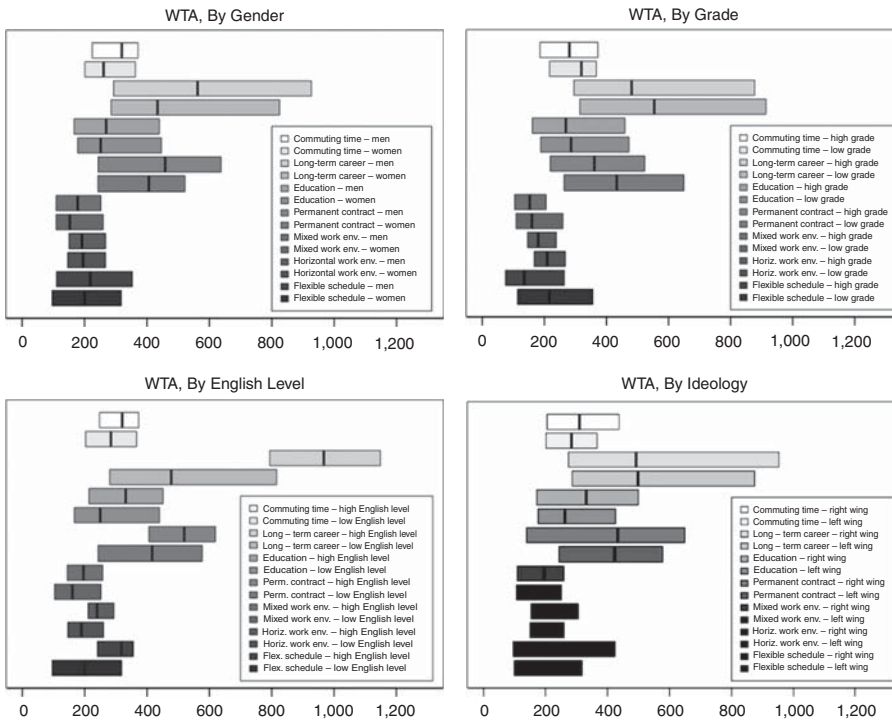 WTA, By Gender
Commuting time – men
Commuting time – women
Long-term career – men
Long-term career – women
Education – men
Education – women
Permanent contract – men
Permanent contract – women
Mixed work env. – men
Mixed work env. – women
Horizontal work env. – men
Horizontal work env. – women
Flexible schedule – men
Flexible schedule – women
0 200 400 600 800 1,000 1,200
WTA, By Grade
Commuting time – high grade
Commuting time – low grade
Long-term career – high grade
Long-term career – low grade
Education – high grade
Education – low grade
Permanent contract – high grade
Permanent contract – low grade
Mixed work env. – high grade
Mixed work env. – low grade
Horiz. work env. – high grade
Horiz. work env. – low grade
Flexible schedule – high grade
Flexible schedule – low grade
0 200 400 600 800 1,000 1,200
WTA, By English Level
Commuting time – high English level
Commuting time – low English level
Long – term career – high English level
Long – term career – low English level
Education – high English level
Education – low English level
Perm. contract – high English level
Perm. contract – low English level
Mixed work env. – high English level
Mixed work env. – low English level
Horiz. work env. – high English level
Horiz. work env. – low English level
Flex. schedule – high English level
Flex. schedule – low English level
0 200 400 600 800 1,000 1,200
WTA, By Ideology
Commuting time – right wing
Commuting time – left wing
Long – term career – right wing
Long – term career – left wing
Education – right wing
Education – left wing
Permanent contract – right wing
Permanent contract – left wing
Mixed work env. – right wing
Mixed work env. – left wing
Horiz. work env. – right wing
Horiz. work env. – left wing
Flexible schedule – right wing
Flexible schedule – left wing
0 200 400 600 800 1,000 1,200